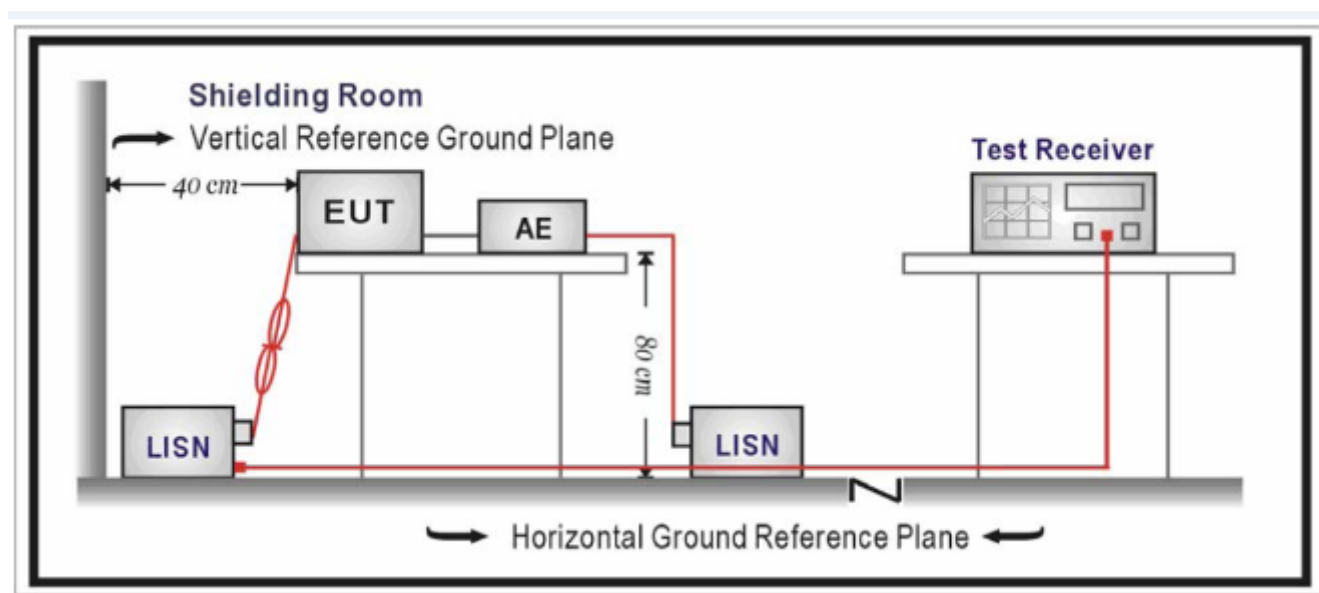 Shielding Room
Vertical Reference Ground Plane
Test Receiver
40 cm
EUT
AE
80 cm
LISN
LISN
Horizontal Ground Reference Plane